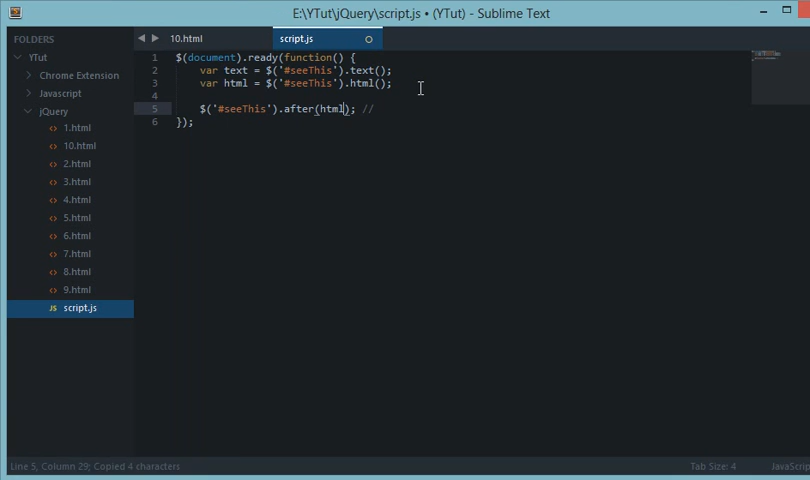 E:\YTut\jQuery\script.js • (YTut) - Sublime Text
FOLDERS
YTut
Chrome Extension
Javascript
jQuery
1.html
10.html
2.html
3.html
4.html
5.html
6.html
7.html
8.html
9.html
script.js
10.html
script.js
1 $(document).ready(function() {
2 var text = $('#seeThis').text();
3 var html = $('#seeThis').html();
4
5 $('#seeThis').after(html); //
6 });
Line 5, Column 29; Copied 4 characters
Tab Size: 4
JavaScrip